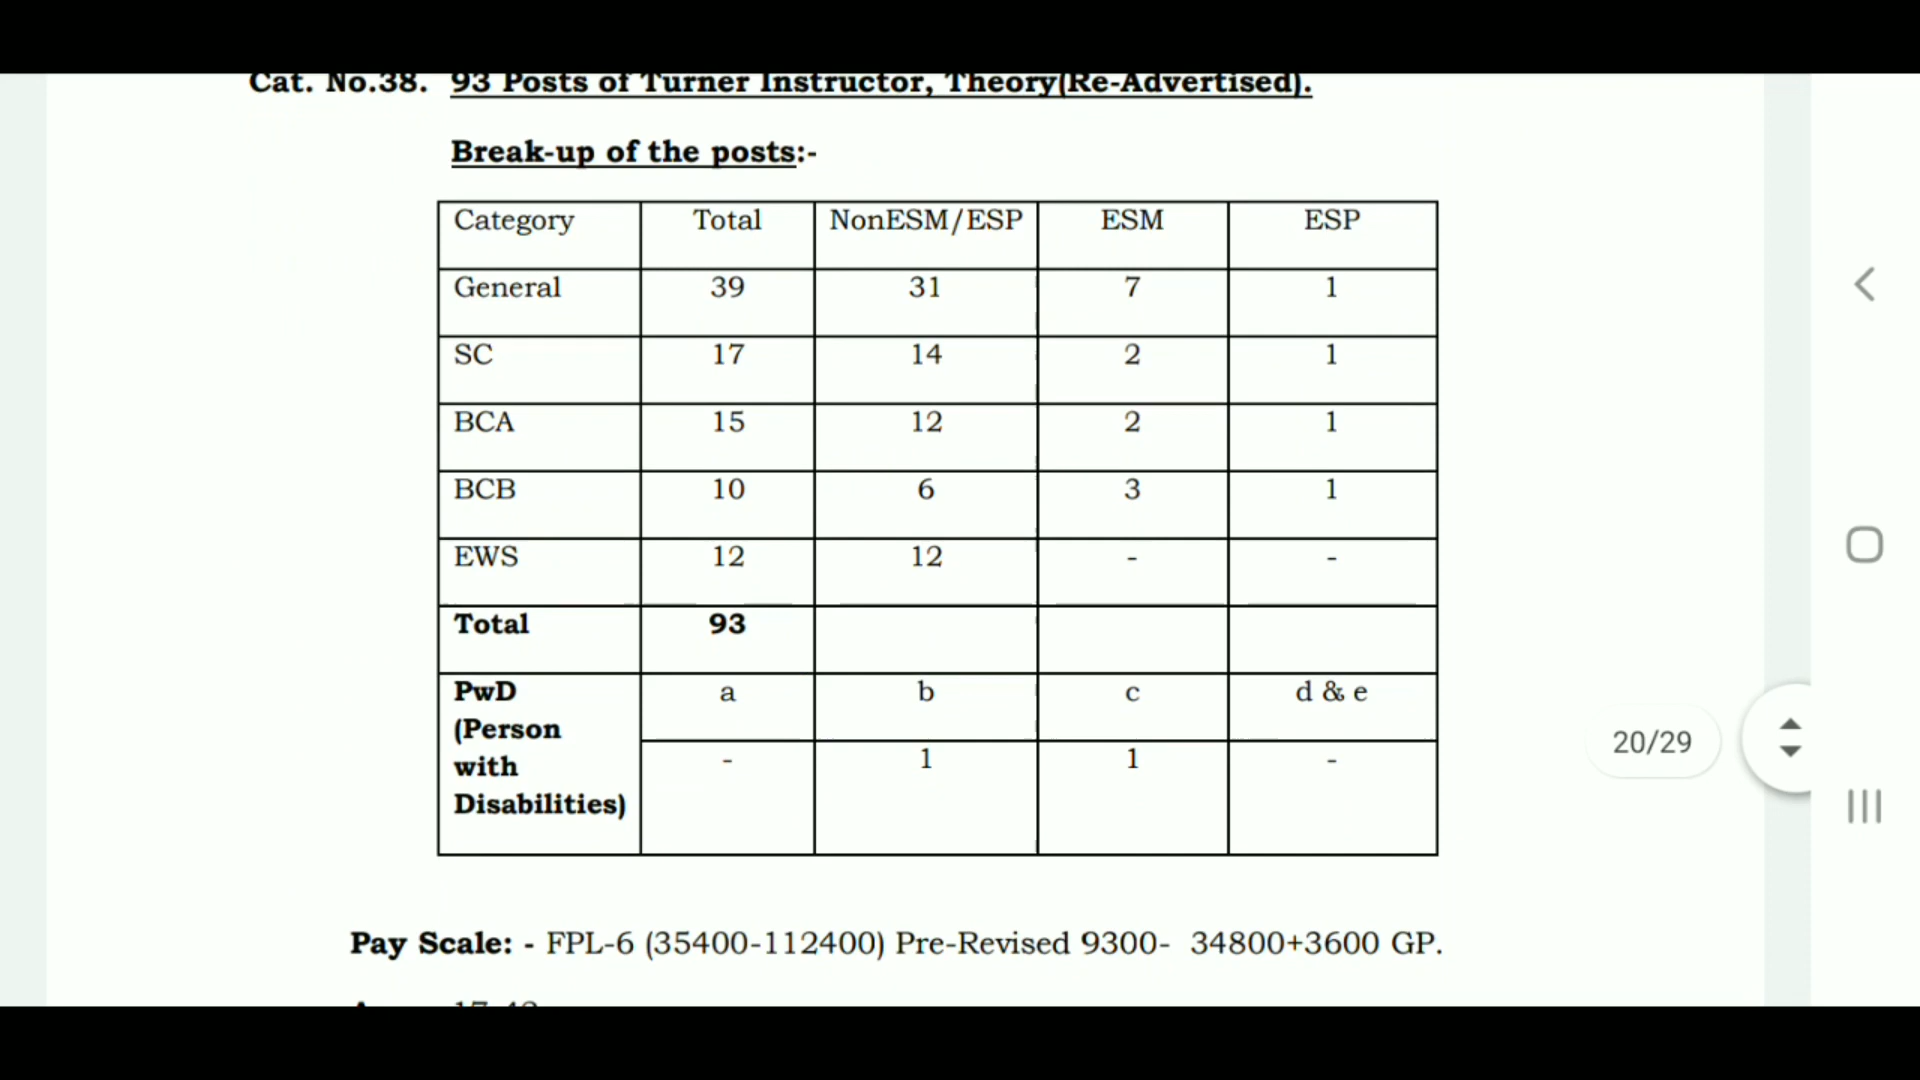 Cat. No.38. 93 Posts of Turner Instructor, Theory(Re-Advertised).
Break-up of the posts:-
Category Total NonESM/ESP ESM ESP
General 39 31 7 1
SC 17 14 2 1
BCA 15 12 2 1
BCB 10 6 3 1
EWS 12 12 - -
Total 93
PwD a b c d & e
(Person
with - 1 1 -
Disabilities)
20/29
Pay Scale: - FPL-6 (35400-112400) Pre-Revised 9300- 34800+3600 GP.